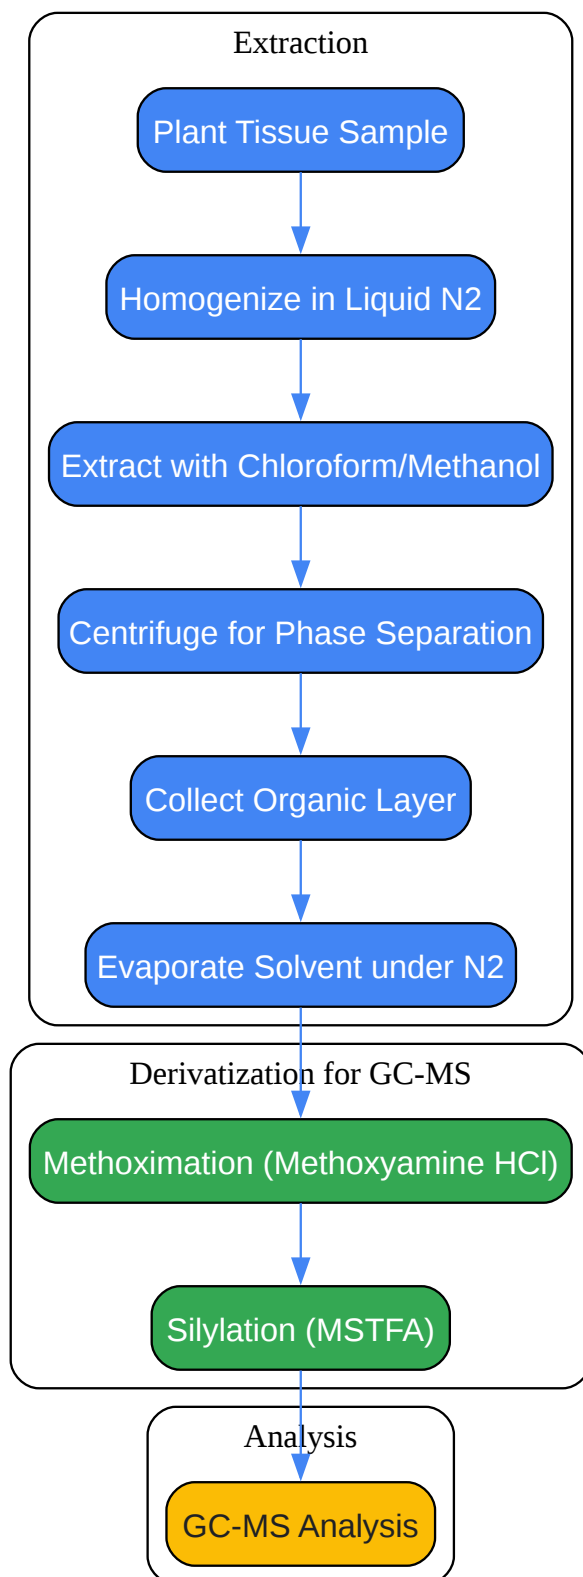 Extraction
Plant Tissue Sample
Homogenize in Liquid N2
Extract with Chloroform/Methanol
Centrifuge for Phase Separation
Collect Organic Layer
Evaporate Solvent under N2
Derivatization for GC-MS
Methoximation (Methoxyamine HCl)
Silylation (MSTFA)
Analysis
GC-MS Analysis